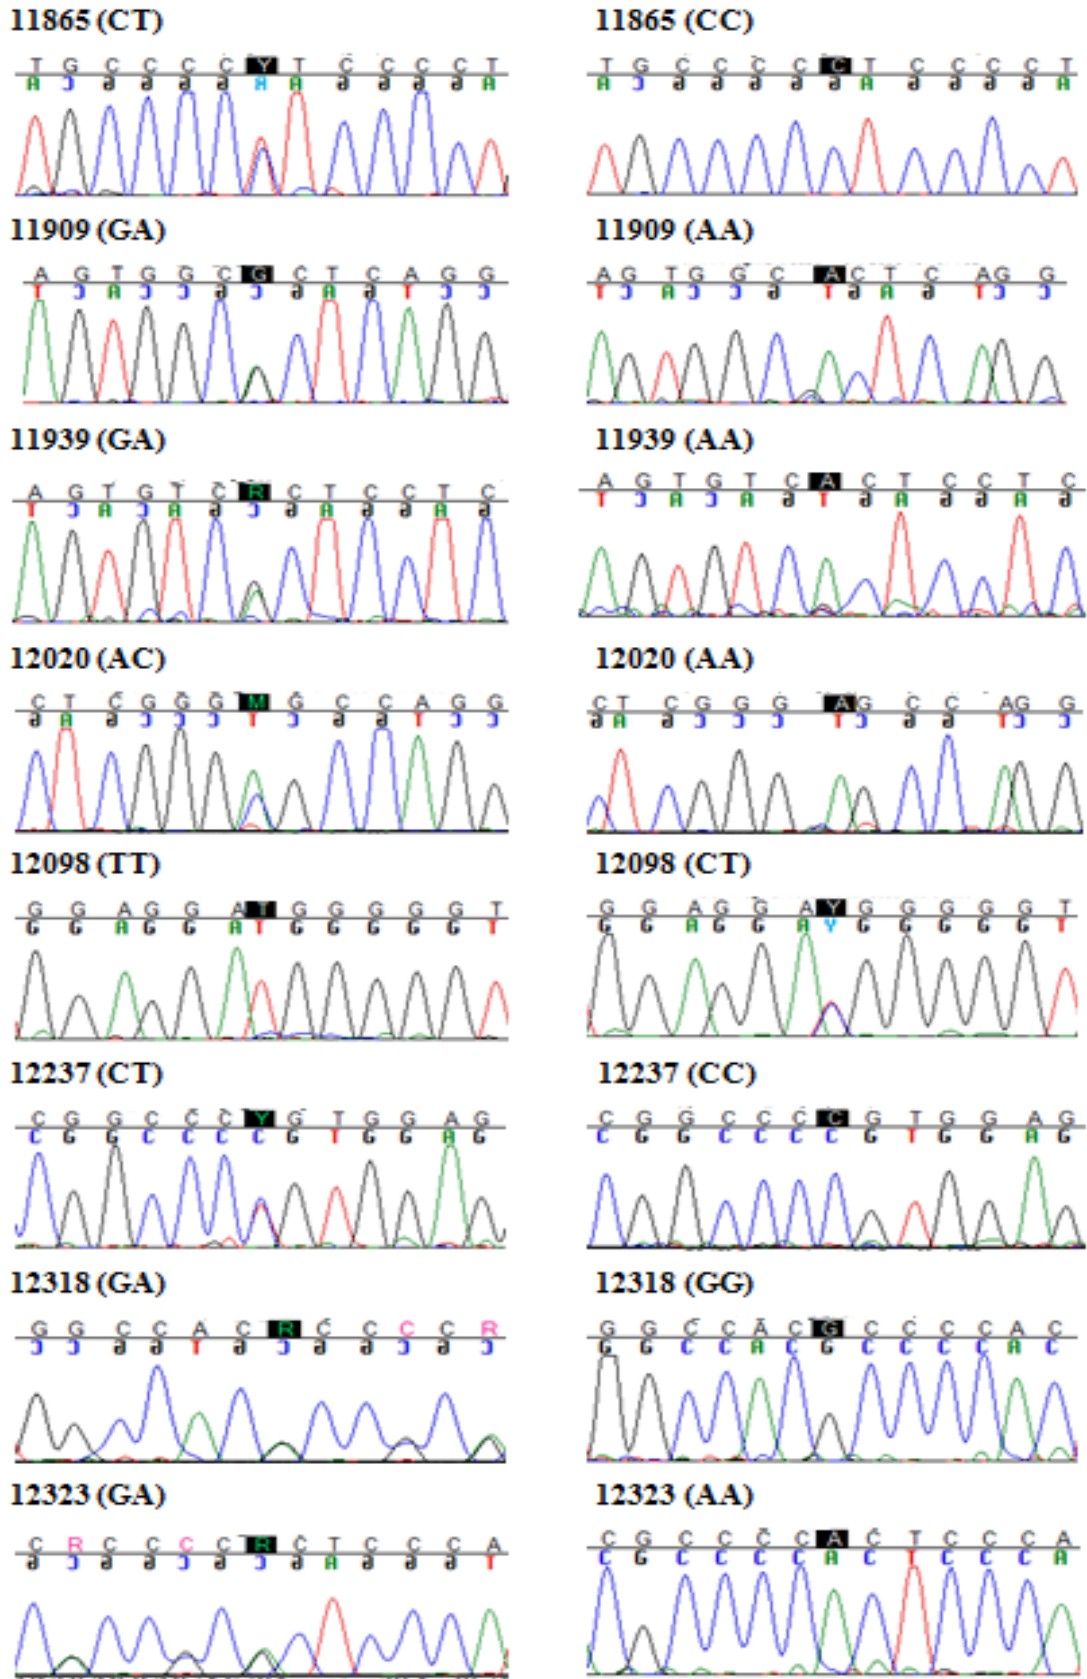 11865 (CT)
T G C C C C Y T C C C C T
A C G G G G R A G G G G A
11865 (CC)
T G C C C C C T C C C C T
A C G G G G G A G G G G A
11909 (GA)
A G T G G C G C T C A G G
T C A C C G C G A G T C C
11909 (AA)
A G T G G C A C T C A G G
T C A C C G T G A G T C C
11939 (GA)
A G T G T C R C T C C T C
T C A C A G C G A G G A G
11939 (AA)
A G T G T C A C T C C T C
T C A C A G T G A G G A G
12020 (AC)
C T C G G G M G C C A G G
G A G C C C T C G G T C C
12020 (AA)
C T C G G G A G C C A G G
G A G C C C T C G G T C C
12098 (TT)
G G A G G A T G G G G G T
G G A G G A T G G G G G T
12098 (CT)
G G A G G A Y G G G G G T
G G A G G A Y G G G G G T
12237 (CT)
C G G C C C Y G T G G A G
C G G C C C C G T G G A G
12237 (CC)
C G G C C C C G T G G A G
C G G C C C C G T G G A G
12318 (GA)
G G C C A C R C C C C R
C C G G T G C G G C G C
12318 (GG)
G G C C A C G C C C C A C
G G C C A C G C C C C A C
12323 (GA)
C R C C C C R C T C C C A
G C G G C G C G A G G G T
12323 (AA)
C G C C C C A C T C C C A
C G C C C C A C T C C C A